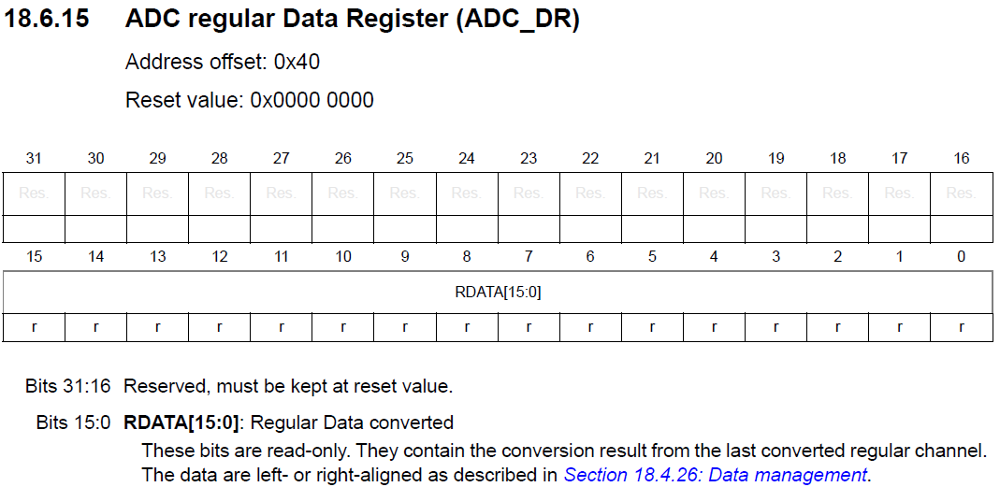 18.6.15 ADC regular Data Register (ADC_DR)
Address offset: 0x40
Reset value: 0x0000 0000
31 30 29 28 27 26 25 24 23 22 21 20 19 18 17 16
Res. Res. Res. Res. Res. Res. Res. Res. Res. Res. Res. Res. Res. Res. Res. Res.
15 14 13 12 11 10 9 8 7 6 5 4 3 2 1 0
RDATA[15:0]
r r r r r r r r r r r r r r r r
Bits 31:16 Reserved, must be kept at reset value.
Bits 15:0 RDATA[15:0]: Regular Data converted
These bits are read-only. They contain the conversion result from the last converted regular channel.
The data are left- or right-aligned as described in Section 18.4.26: Data management.